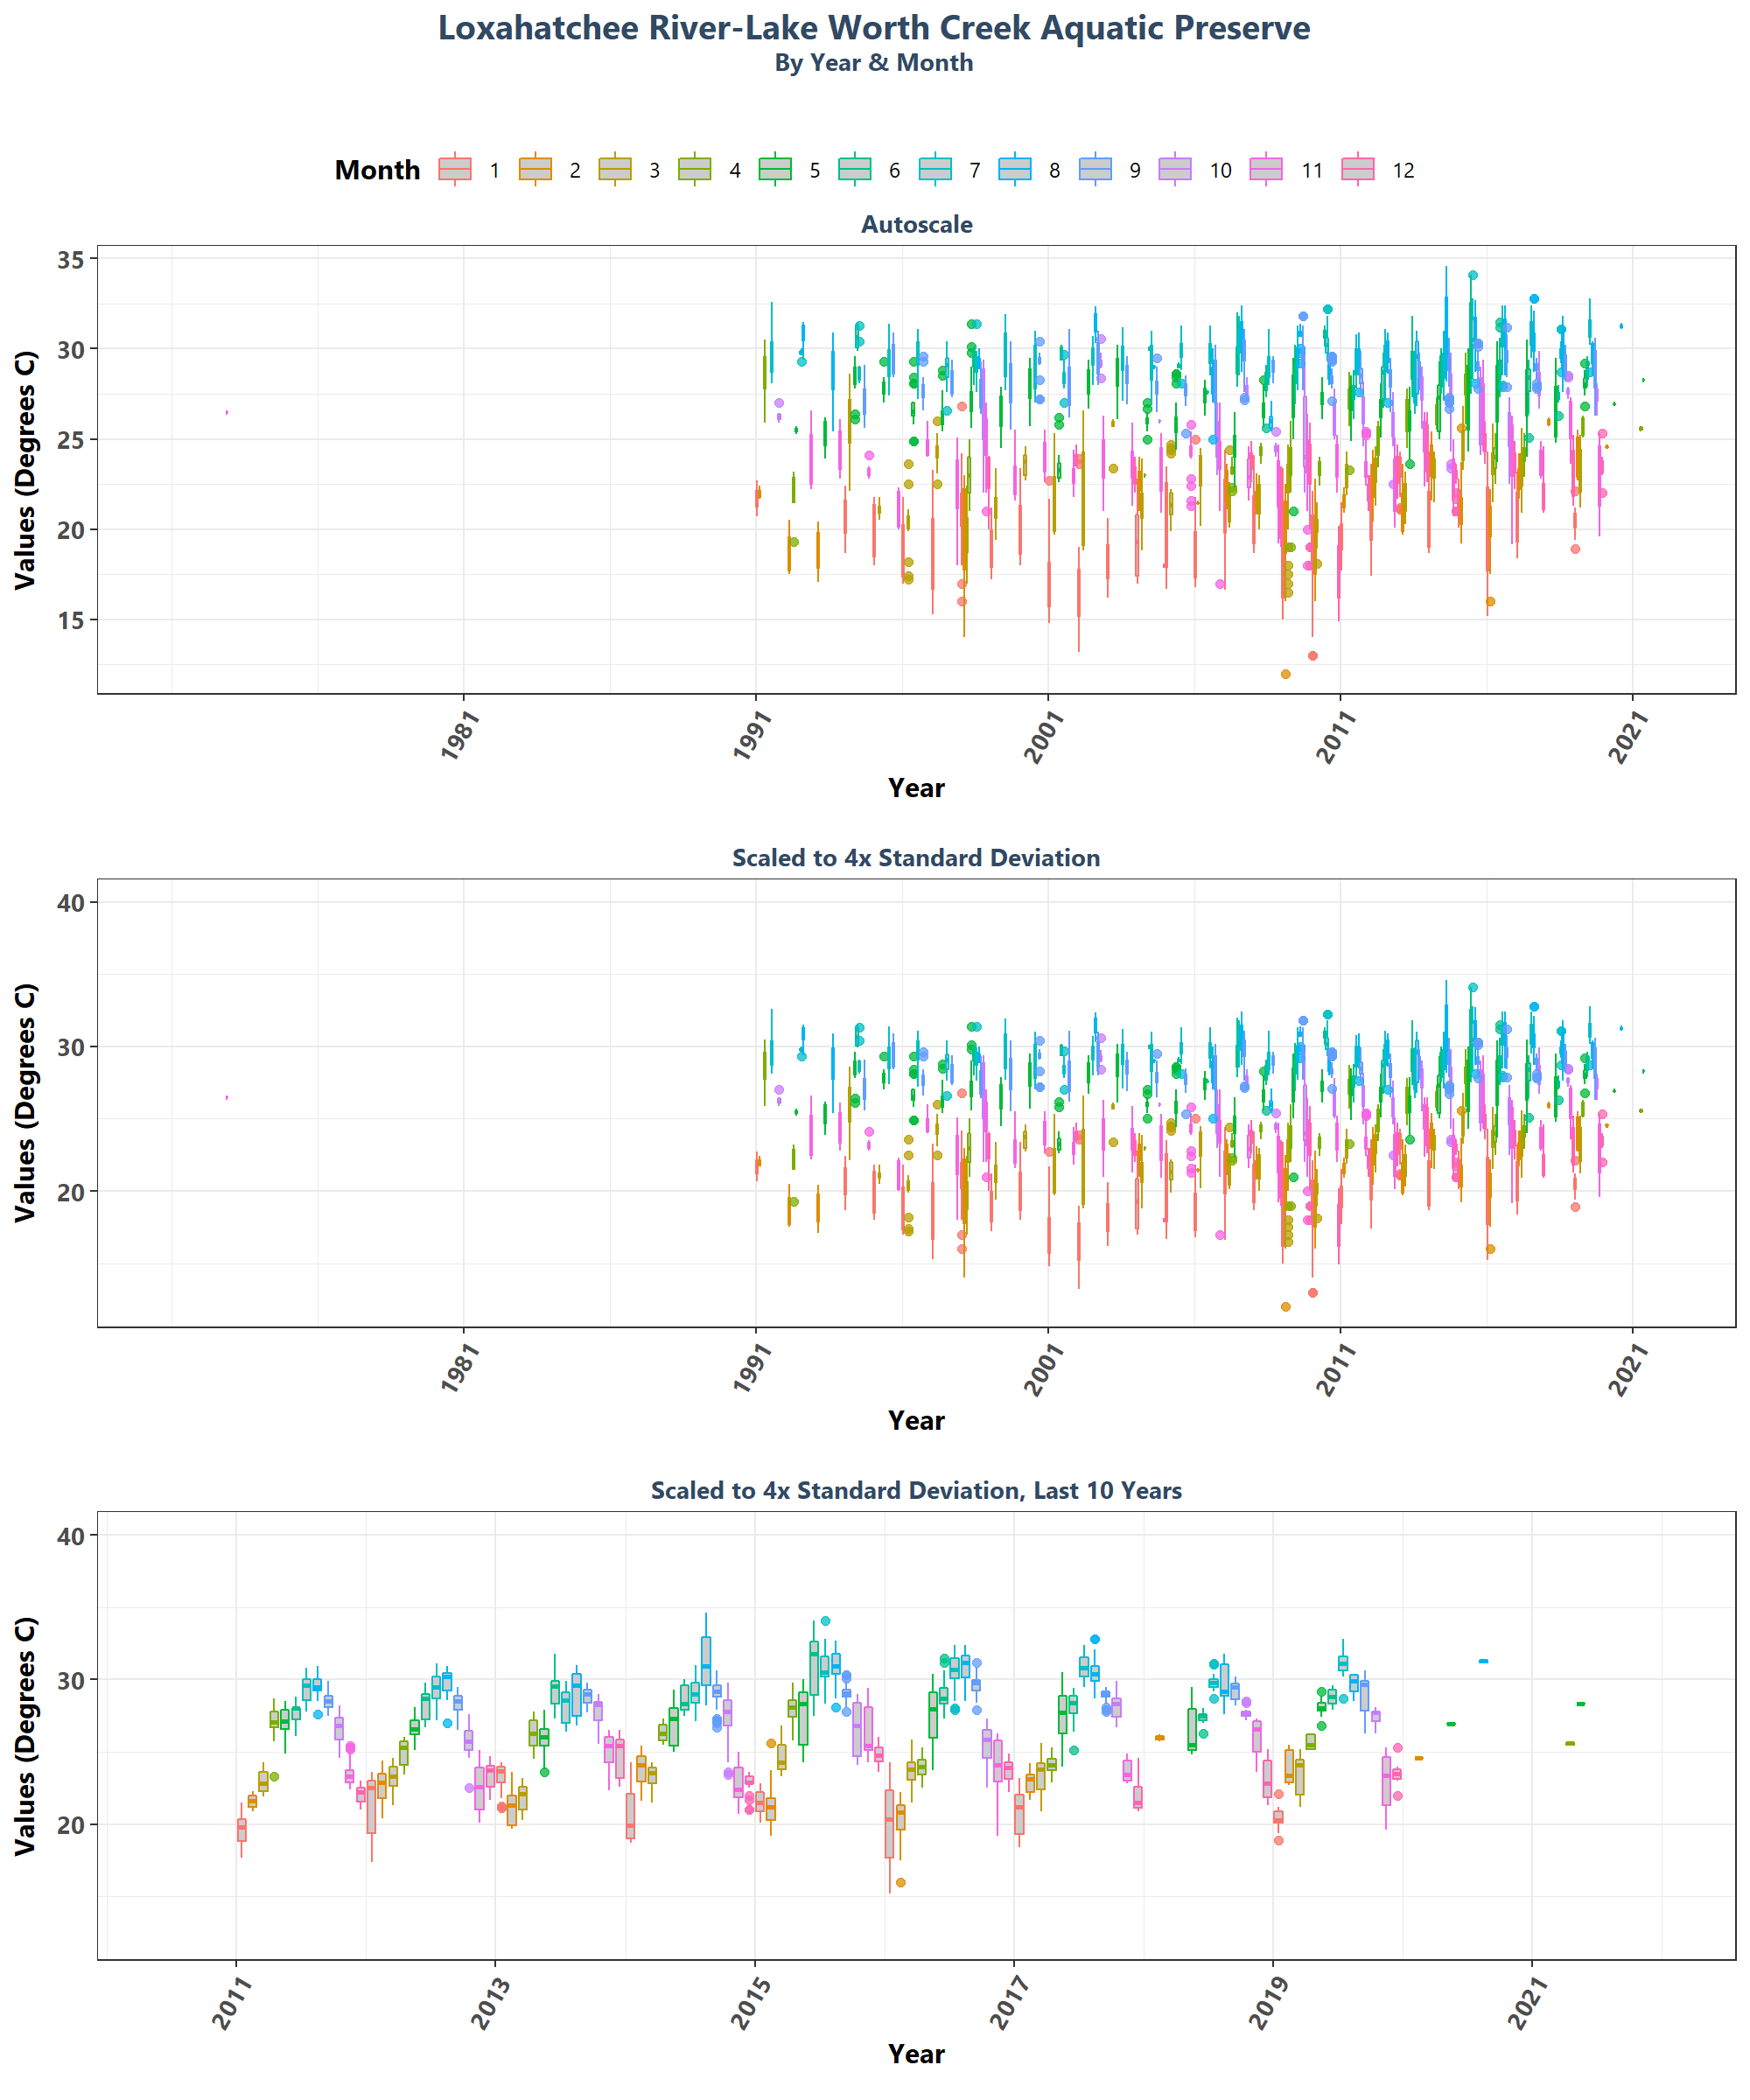 Loxahatchee River-Lake Worth Creek Aquatic Preserve
By Year & Month
Month 1 2 3 4 5 6 7 8 9 10 11 12
Autoscale
Values (Degrees C)
35
30
25
20
15
1981 1991 2001 2011 2021
Year
Scaled to 4x Standard Deviation
Values (Degrees C)
40
30
20
1981 1991 2001 2011 2021
Year
Scaled to 4x Standard Deviation, Last 10 Years
Values (Degrees C)
40
30
20
2011 2013 2015 2017 2019 2021
Year